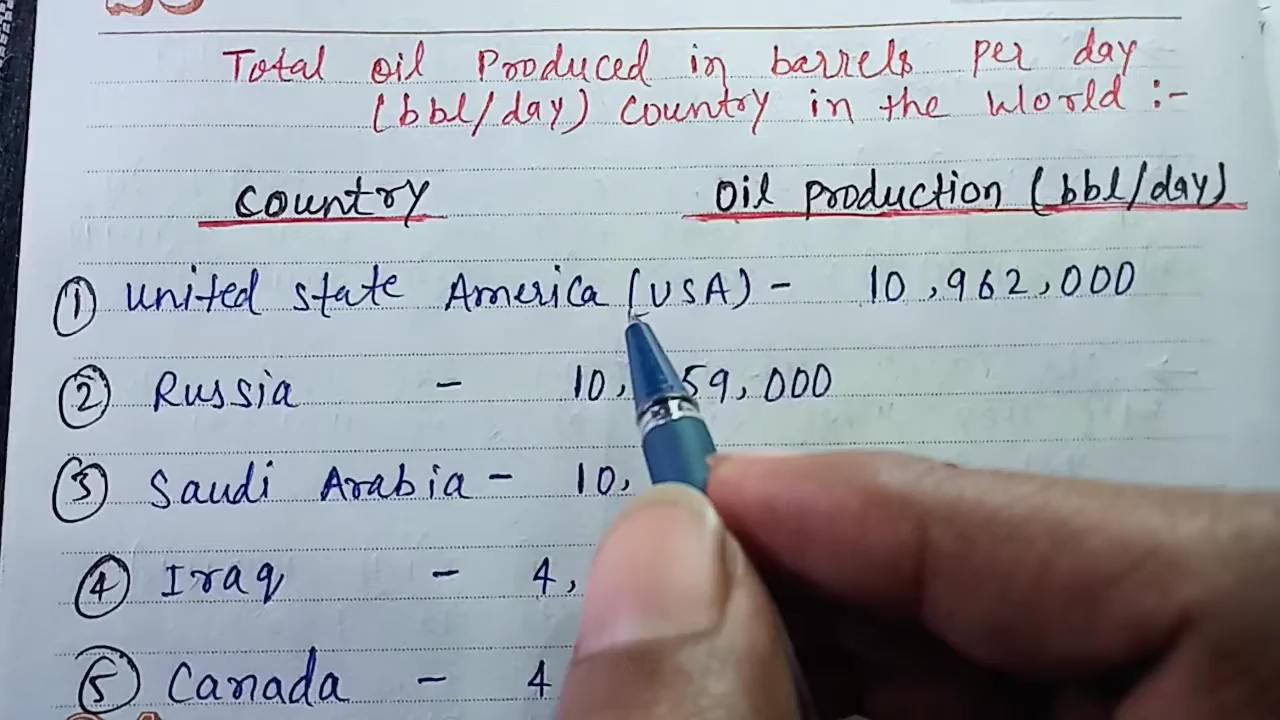 Total oil Produced in barrels per day
(bbl/day) country in the World :-
Country
oil production (bbl/day)
① United state America (USA) - 10,962,000
② Russia - 10, 59,000
③ Saudi Arabia - 10,
④ Iraq - 4,
⑤ Canada - 4